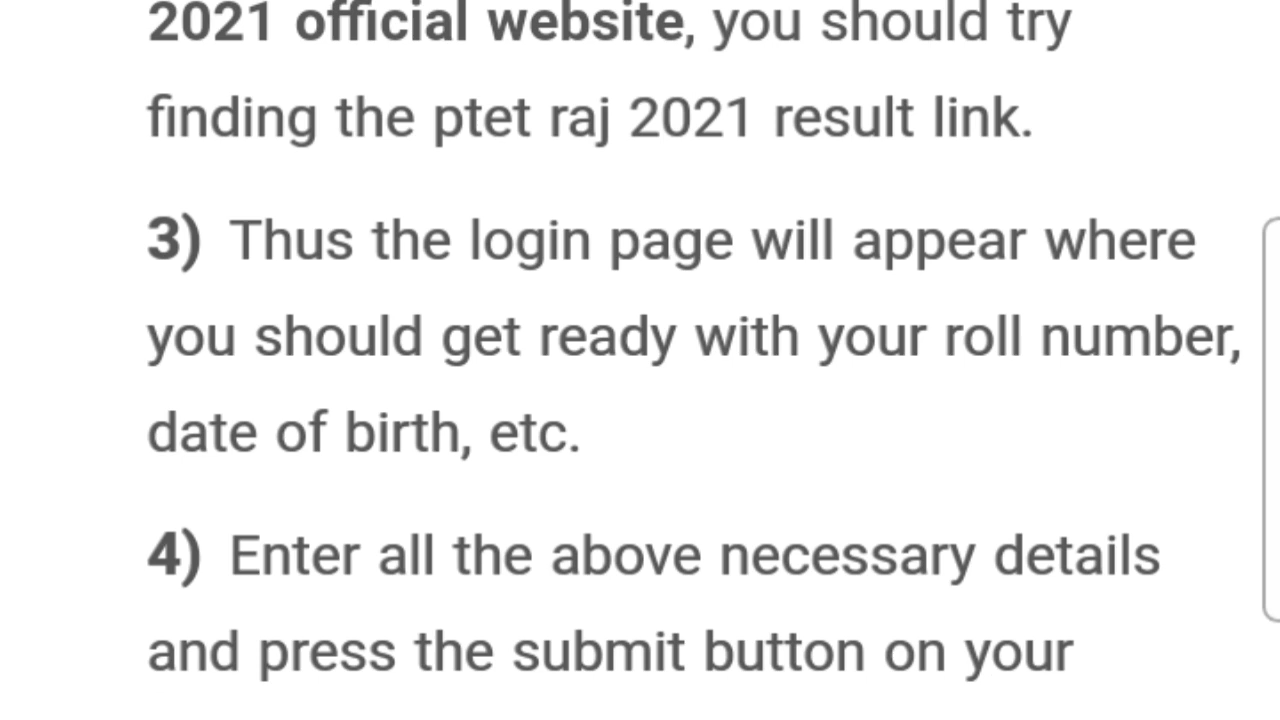 2021 official website, you should try
finding the ptet raj 2021 result link.
3) Thus the login page will appear where
you should get ready with your roll number,
date of birth, etc.
4) Enter all the above necessary details
and press the submit button on your